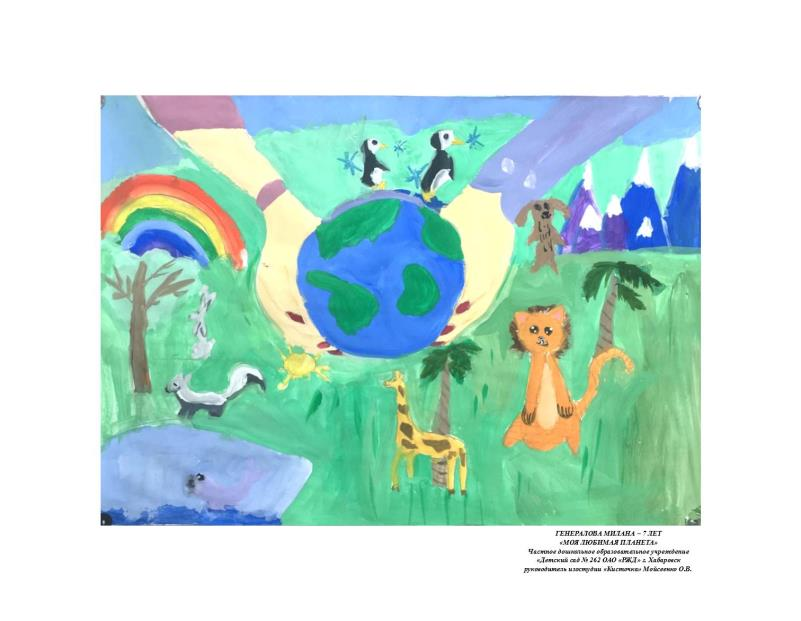 ГЕНЕРАЛОВА МИЛАНА – 7 ЛЕТ
«МОЯ ЛЮБИМАЯ ПЛАНЕТА»
Частное дошкольное образовательное учреждение
«Детский сад № 262 ОАО «РЖД» г. Хабаровск
руководитель изостудии «Кисточка» Мойсеенко О.В.